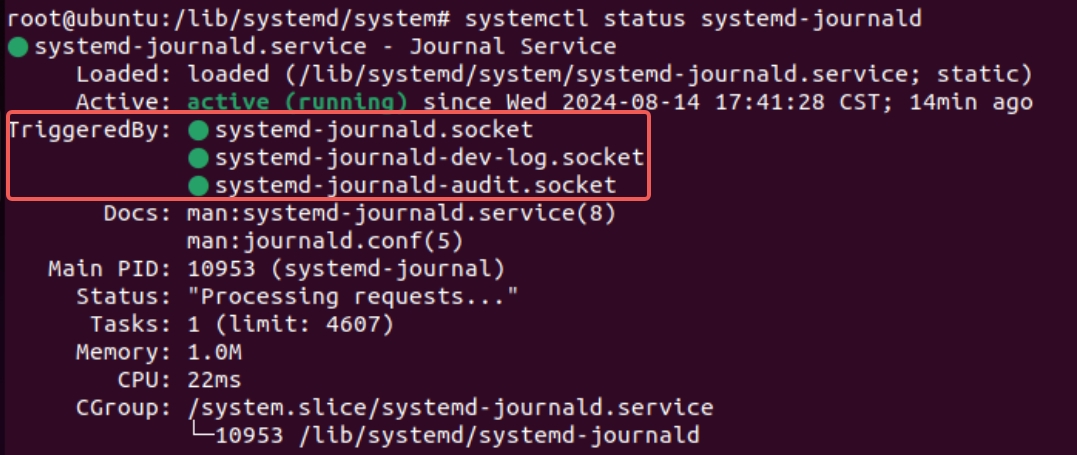 root@ubuntu:/lib/systemd/system# systemctl status systemd-journald
● systemd-journald.service - Journal Service
     Loaded: loaded (/lib/systemd/system/systemd-journald.service; static)
     Active: active (running) since Wed 2024-08-14 17:41:28 CST; 14min ago
TriggeredBy: ● systemd-journald.socket
             ● systemd-journald-dev-log.socket
             ● systemd-journald-audit.socket
       Docs: man:systemd-journald.service(8)
             man:journald.conf(5)
   Main PID: 10953 (systemd-journal)
     Status: "Processing requests..."
      Tasks: 1 (limit: 4607)
     Memory: 1.0M
        CPU: 22ms
     CGroup: /system.slice/systemd-journald.service
             └─10953 /lib/systemd/systemd-journald